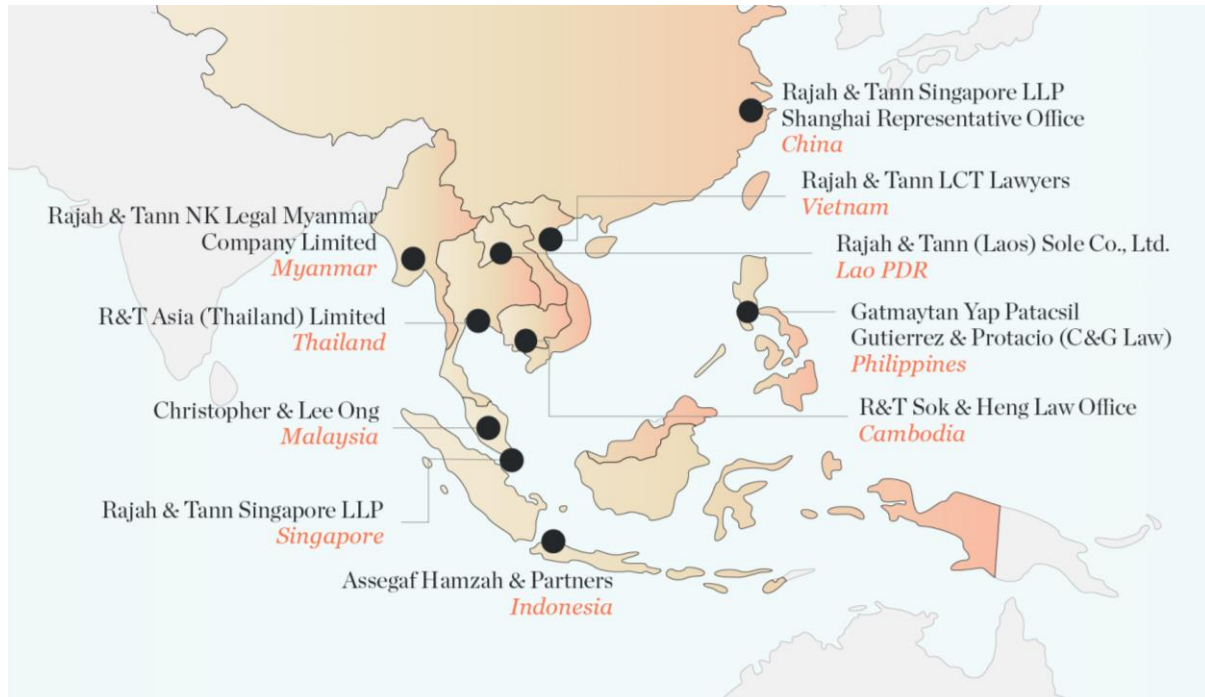 Rajah & Tann Singapore LLP
Shanghai Representative Office
China
Rajah & Tann LCT Lawyers
Vietnam
Rajah & Tann NK Legal Myanmar
Company Limited
Myanmar
Rajah & Tann (Laos) Sole Co., Ltd.
Lao PDR
R&T Asia (Thailand) Limited
Thailand
Gatmaytan Yap Patacsil
Gutierrez & Protacio (C&G Law)
Philippines
Christopher & Lee Ong
Malaysia
R&T Sok & Heng Law Office
Cambodia
Rajah & Tann Singapore LLP
Singapore
Assegaf Hamzah & Partners
Indonesia